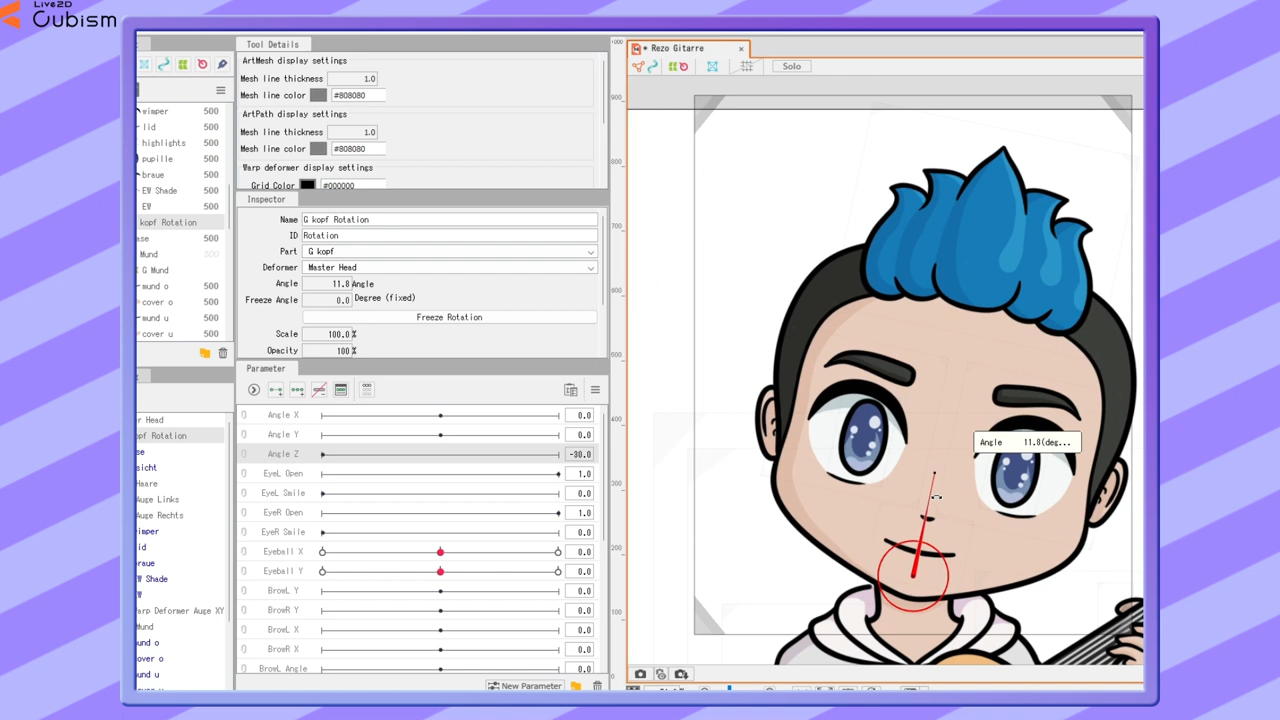 Live2D
Cubism
Tool Details
ArtMesh display settings
Mesh line thickness 1.0
Mesh line color #808080
ArtPath display settings
Mesh line thickness 1.0
Mesh line color #808080
Warp deformer display settings
Grid Color #000000
Inspector
Name G kopf Rotation
ID Rotation
Part G kopf
Deformer Master Head
Angle 11.8 Angle
Freeze Angle 0.0 Degree (fixed)
Freeze Rotation
Scale 100.0 %
Opacity 100 %
Parameter
Angle X 0.0
Angle Y 0.0
Angle Z -30.0
EyeL Open 1.0
EyeL Smile 0.0
EyeR Open 1.0
EyeR Smile 0.0
Eyeball X 0.0
Eyeball Y 0.0
BrowL Y 0.0
BrowR Y 0.0
BrowL X 0.0
BrowR X 0.0
BrowL Angle 0.0
New Parameter
wimper 500
lid 500
highlights 500
pupille 500
braue 500
EW Shade 500
EW 500
kopf Rotation
ase 500
Mund 500
G Mund
mund o 500
cover o 500
mund u 500
cover u 500
er Head
opf Rotation
se
sicht
Haare
Auge Links
Auge Rechts
imper
id
raue
W Shade
W
arp Deformer Auge XY
Mund
und o
over o
und u
over u
* Rezo Gitarre ×
Solo
900
800
700
600
500
400
300
200
100
0
Angle 11.8(deg...